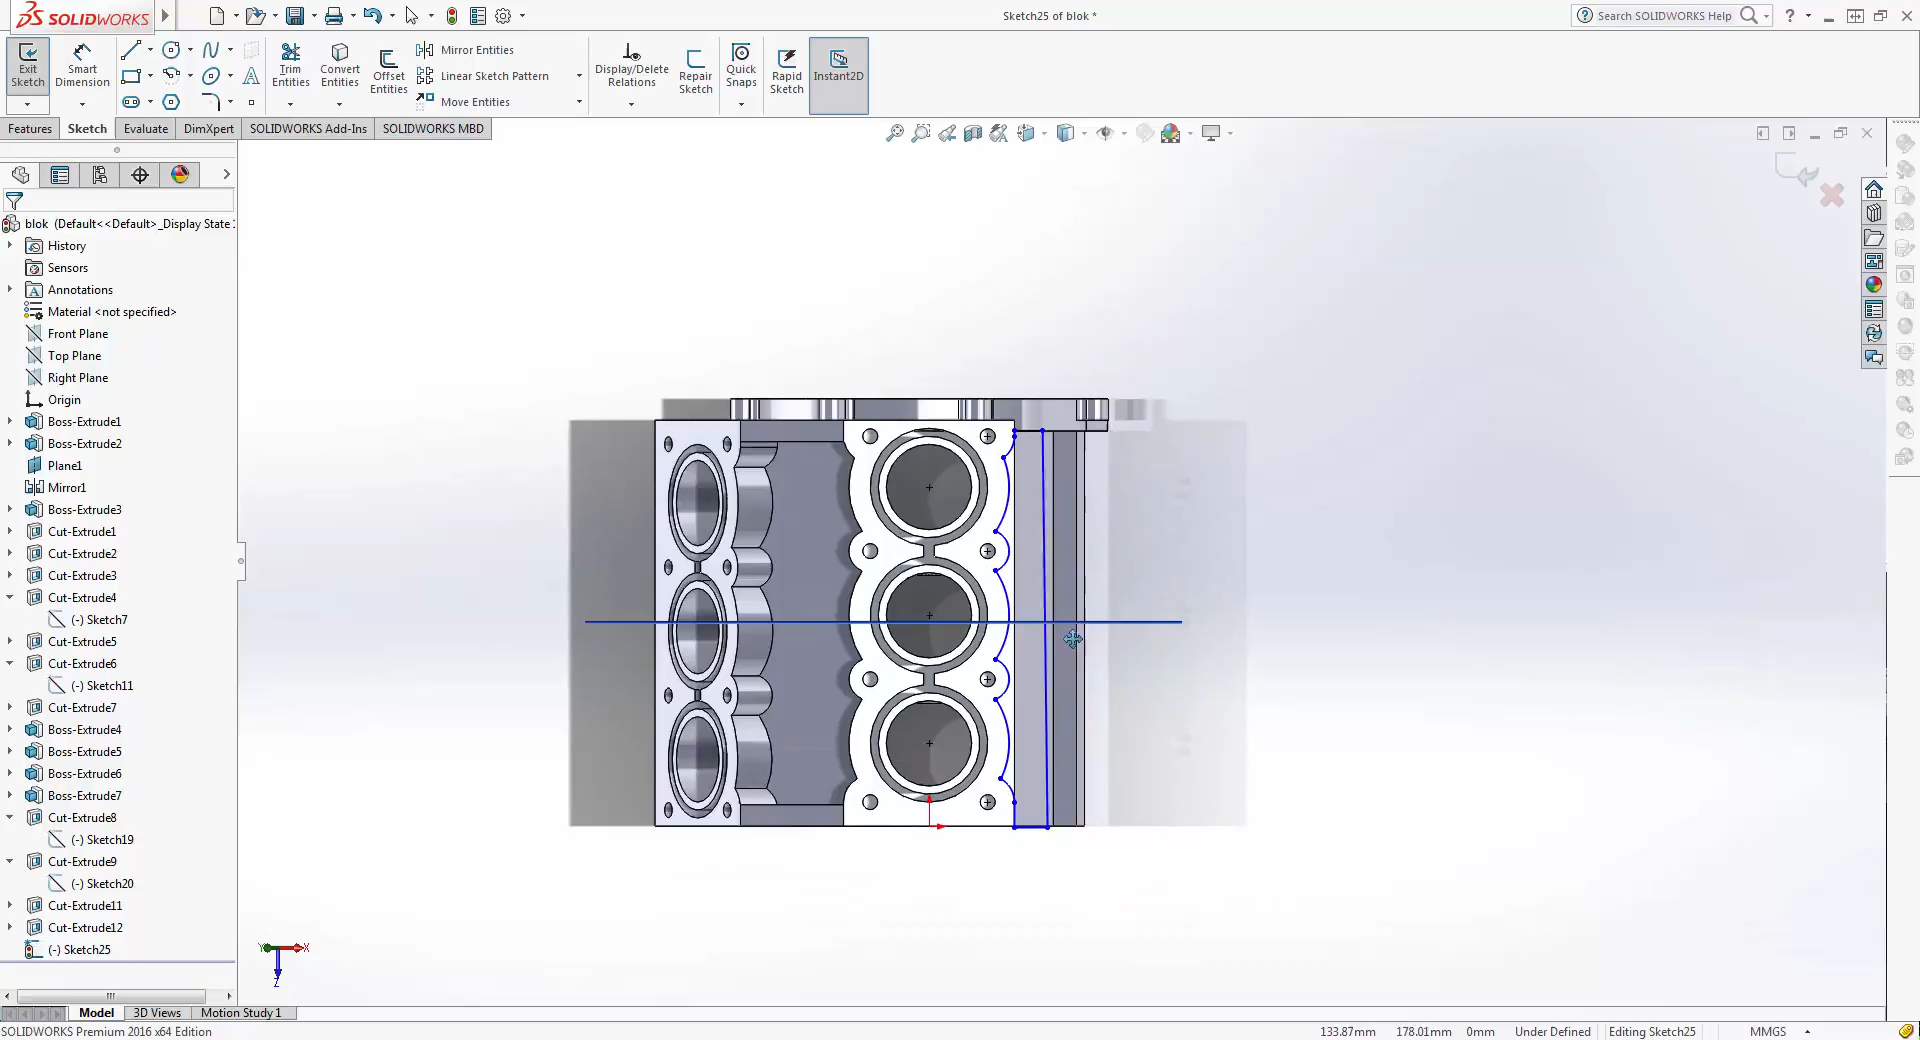 SOLIDWORKS
Sketch25 of blok *
Search SOLIDWORKS Help
Exit Sketch
Smart Dimension
Trim Entities
Convert Entities
Offset Entities
Mirror Entities
Linear Sketch Pattern
Move Entities
Display/Delete Relations
Repair Sketch
Quick Snaps
Rapid Sketch
Instant2D
Features
Sketch
Evaluate
DimXpert
SOLIDWORKS Add-Ins
SOLIDWORKS MBD
blok (Default<<Default>_Display State
History
Sensors
Annotations
Material <not specified>
Front Plane
Top Plane
Right Plane
Origin
Boss-Extrude1
Boss-Extrude2
Plane1
Mirror1
Boss-Extrude3
Cut-Extrude1
Cut-Extrude2
Cut-Extrude3
Cut-Extrude4
(-) Sketch7
Cut-Extrude5
Cut-Extrude6
(-) Sketch11
Cut-Extrude7
Boss-Extrude4
Boss-Extrude5
Boss-Extrude6
Boss-Extrude7
Cut-Extrude8
(-) Sketch19
Cut-Extrude9
(-) Sketch20
Cut-Extrude11
Cut-Extrude12
(-) Sketch25
Y X
Z
Model
3D Views
Motion Study 1
SOLIDWORKS Premium 2016 x64 Edition
133.87mm 178.01mm 0mm Under Defined Editing Sketch25 MMGS